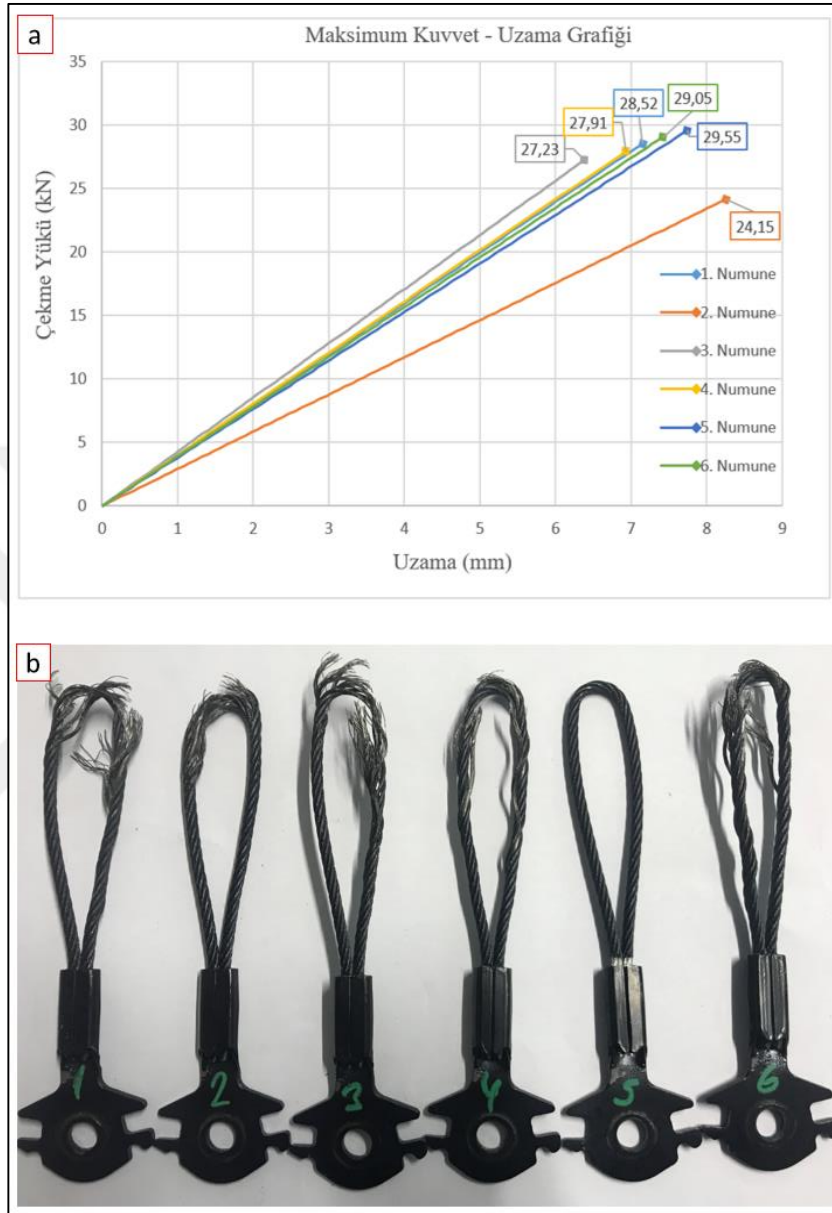 a
Maksimum Kuvvet - Uzama Grafiği
35
30
25
20
15
10
5
0
0 1 2 3 4 5 6 7 8 9
Çekme Yükü (kN)
Uzama (mm)
27,23
27,91
28,52
29,05
29,55
24,15
1. Numune
2. Numune
3. Numune
4. Numune
5. Numune
6. Numune
b
1 2 3 4 5 6